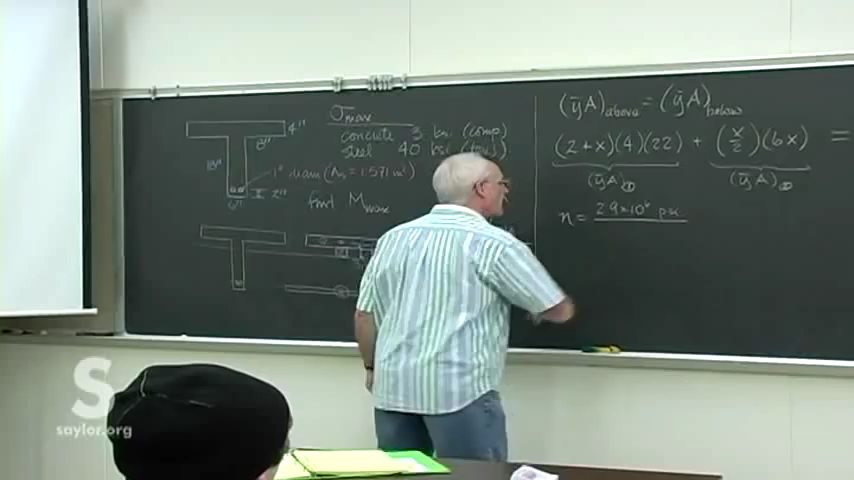 σmax
concrete 3 ksi (comp)
steel 40 ksi (tens)
4"
8"
18"
1" diam (As = 1.571 in²)
2"
6"
find Mmax
(ȳA)above = (ȳA)below
(2+x)(4)(22) + (x/2)(6x) =
(ȳA)① (ȳA)②
n = 29×10⁶ psi
S
saylor.org